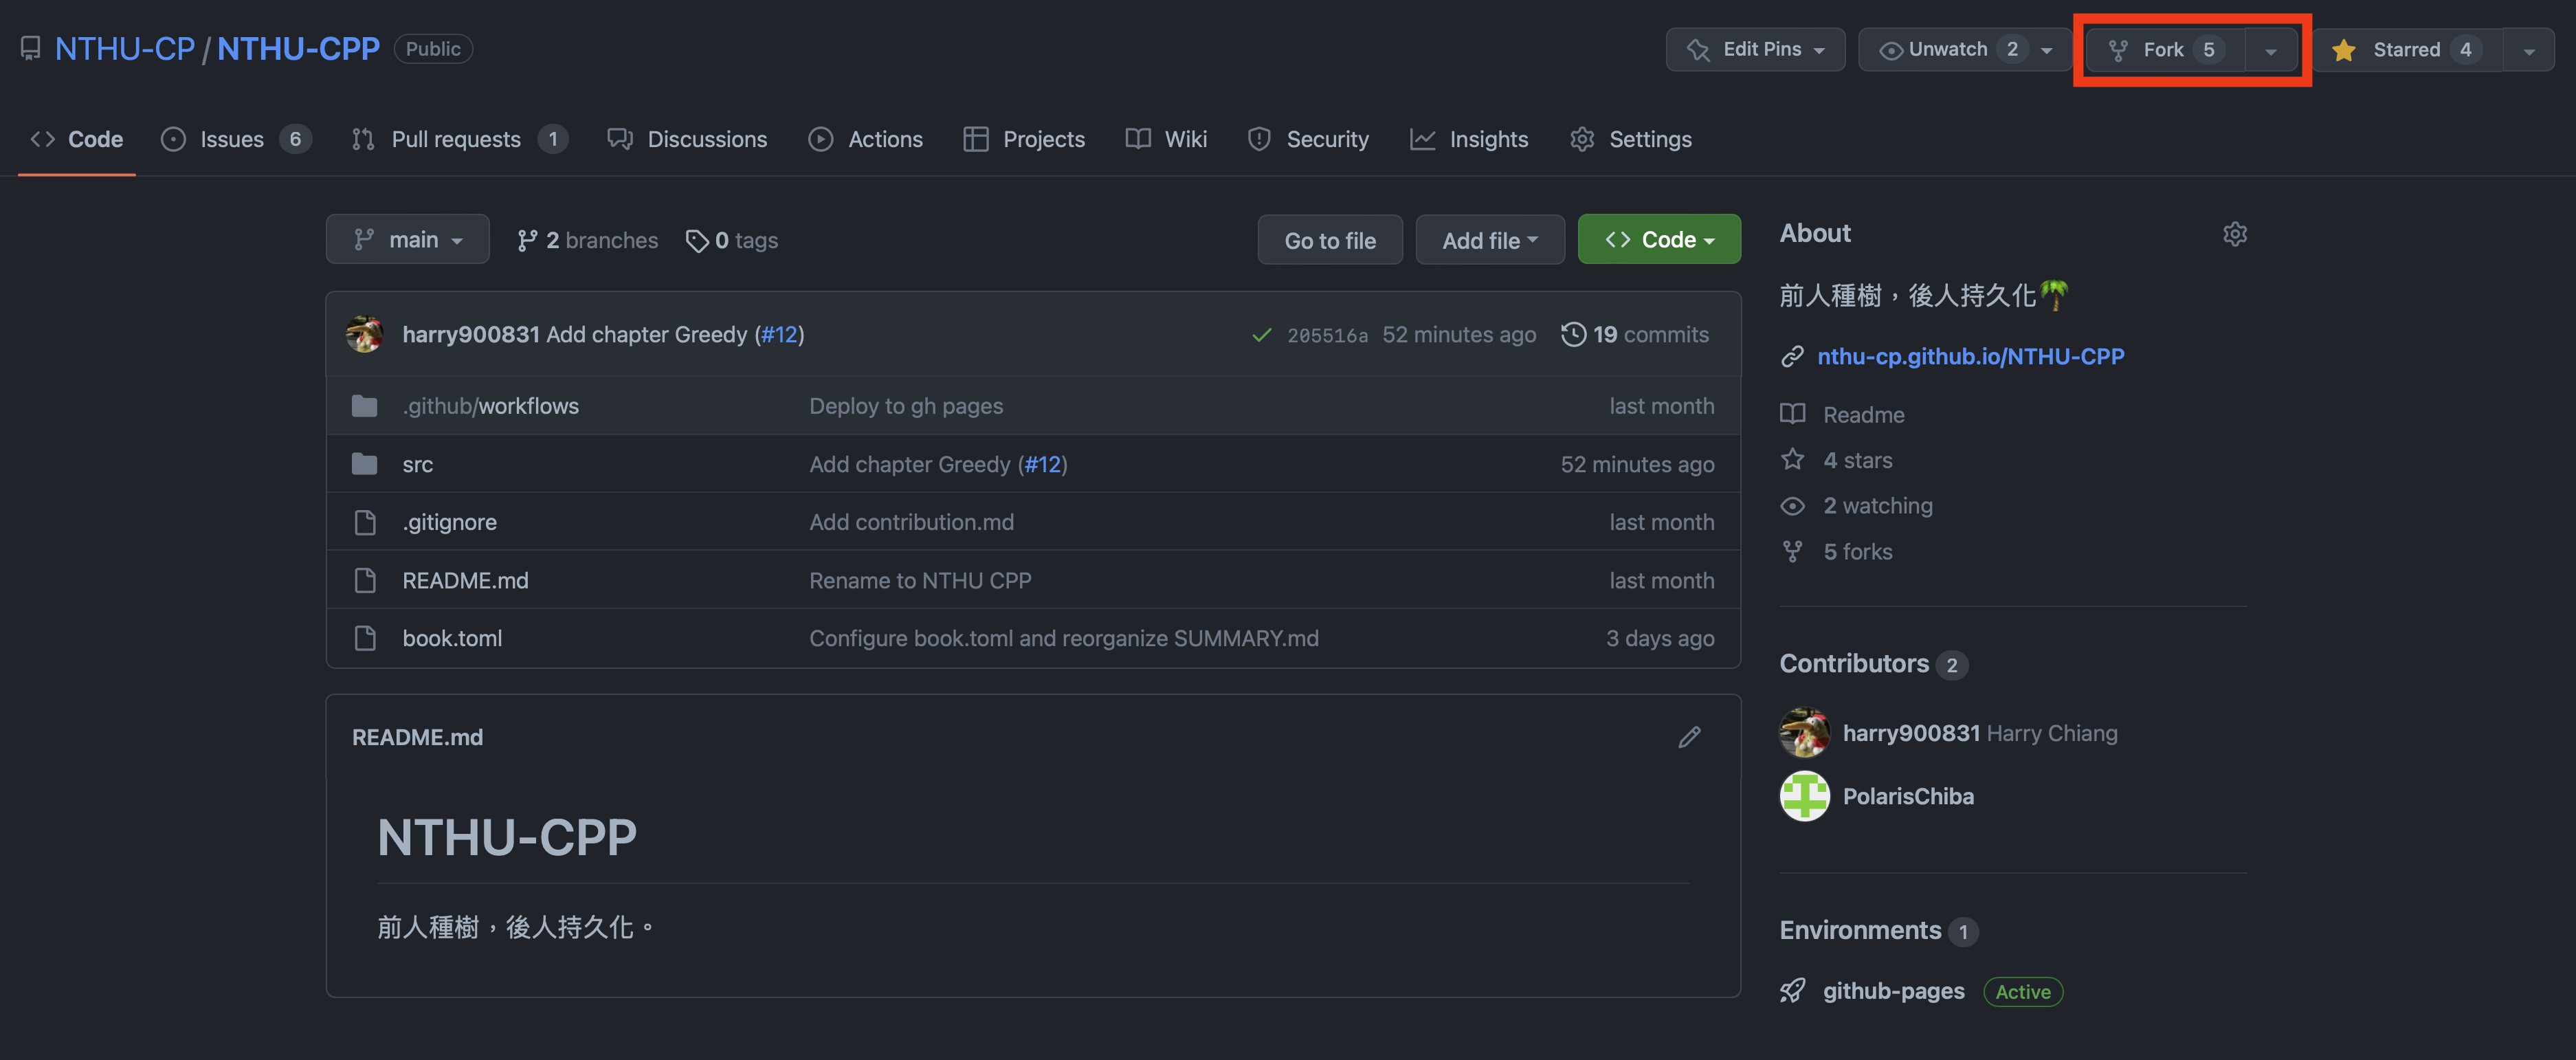 NTHU-CP / NTHU-CPP Public Edit Pins Unwatch 2 Fork 5 Starred 4
Code Issues 6 Pull requests 1 Discussions Actions Projects Wiki Security Insights Settings
main 2 branches 0 tags Go to file Add file Code
harry900831 Add chapter Greedy (#12) 205516a 52 minutes ago 19 commits
.github/workflows Deploy to gh pages last month
src Add chapter Greedy (#12) 52 minutes ago
.gitignore Add contribution.md last month
README.md Rename to NTHU CPP last month
book.toml Configure book.toml and reorganize SUMMARY.md 3 days ago
README.md
NTHU-CPP
前人種樹，後人持久化。
About
前人種樹，後人持久化🌴
nthu-cp.github.io/NTHU-CPP
Readme
4 stars
2 watching
5 forks
Contributors 2
harry900831 Harry Chiang
PolarisChiba
Environments 1
github-pages Active